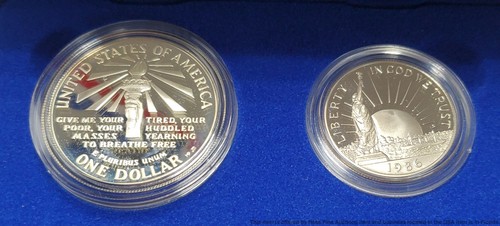 UNITED STATES OF AMERICA
GIVE ME YOUR TIRED, YOUR
POOR, YOUR HUDDLED
MASSES YEARNING
TO BREATHE FREE
E PLURIBUS UNUM
ONE DOLLAR
LIBERTY IN GOD WE TRUST
1986